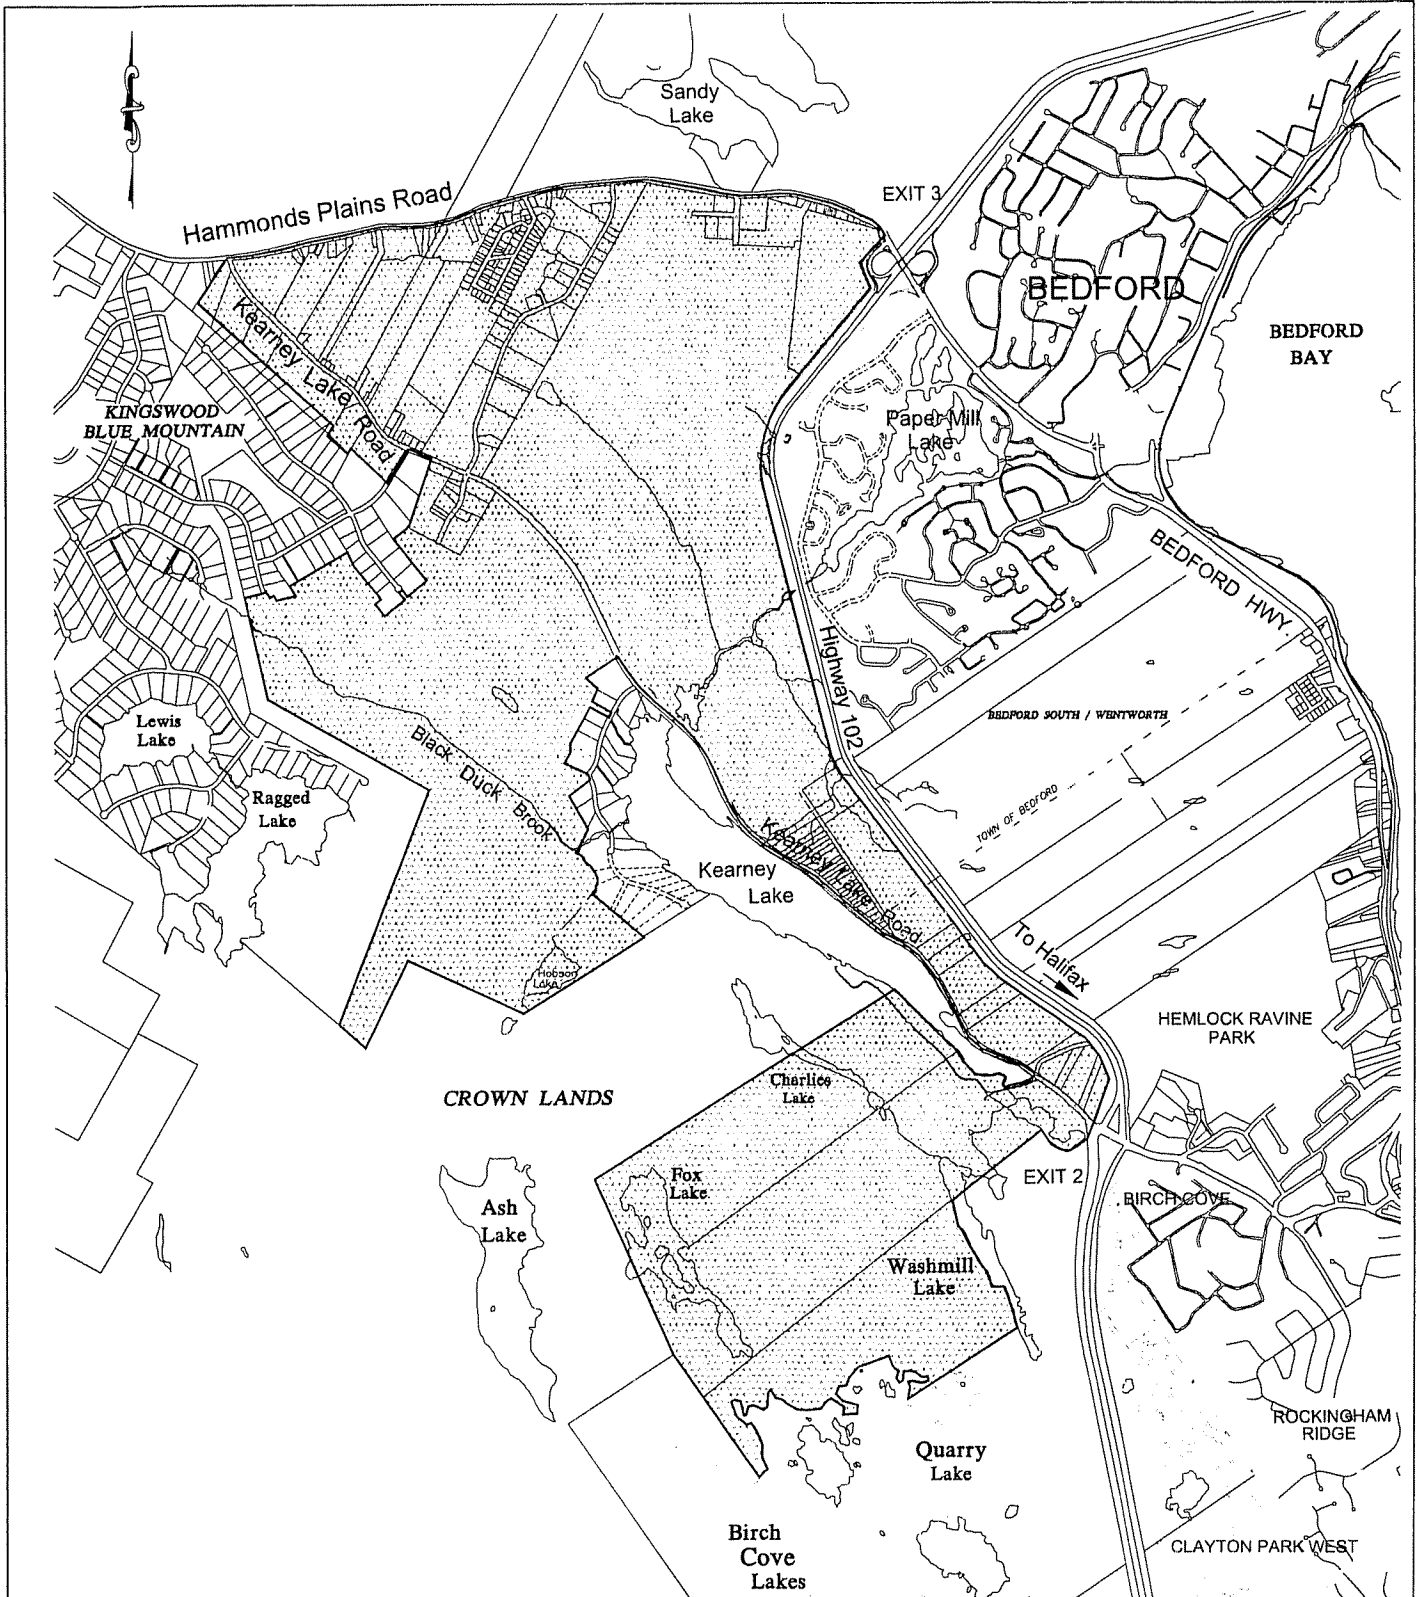 Sandy
Lake
Hammonds Plains Road
EXIT 3
BEDFORD
BEDFORD
BAY
Kearney Lake Road
KINGSWOOD
BLUE MOUNTAIN
Paper Mill
Lake
BEDFORD HWY.
Highway 102
BEDFORD SOUTH / WENTWORTH
Lewis
Lake
Black Duck Brook
Ragged
Lake
TOWN OF BEDFORD
Kearney Lake Road
Kearney
Lake
To Halifax
Hobson
Lake
HEMLOCK RAVINE
PARK
CROWN LANDS
Charlies
Lake
Fox
Lake
EXIT 2
BIRCH COVE
Ash
Lake
Washmill
Lake
ROCKINGHAM
RIDGE
Quarry
Lake
Birch
Cove
Lakes
CLAYTON PARK WEST